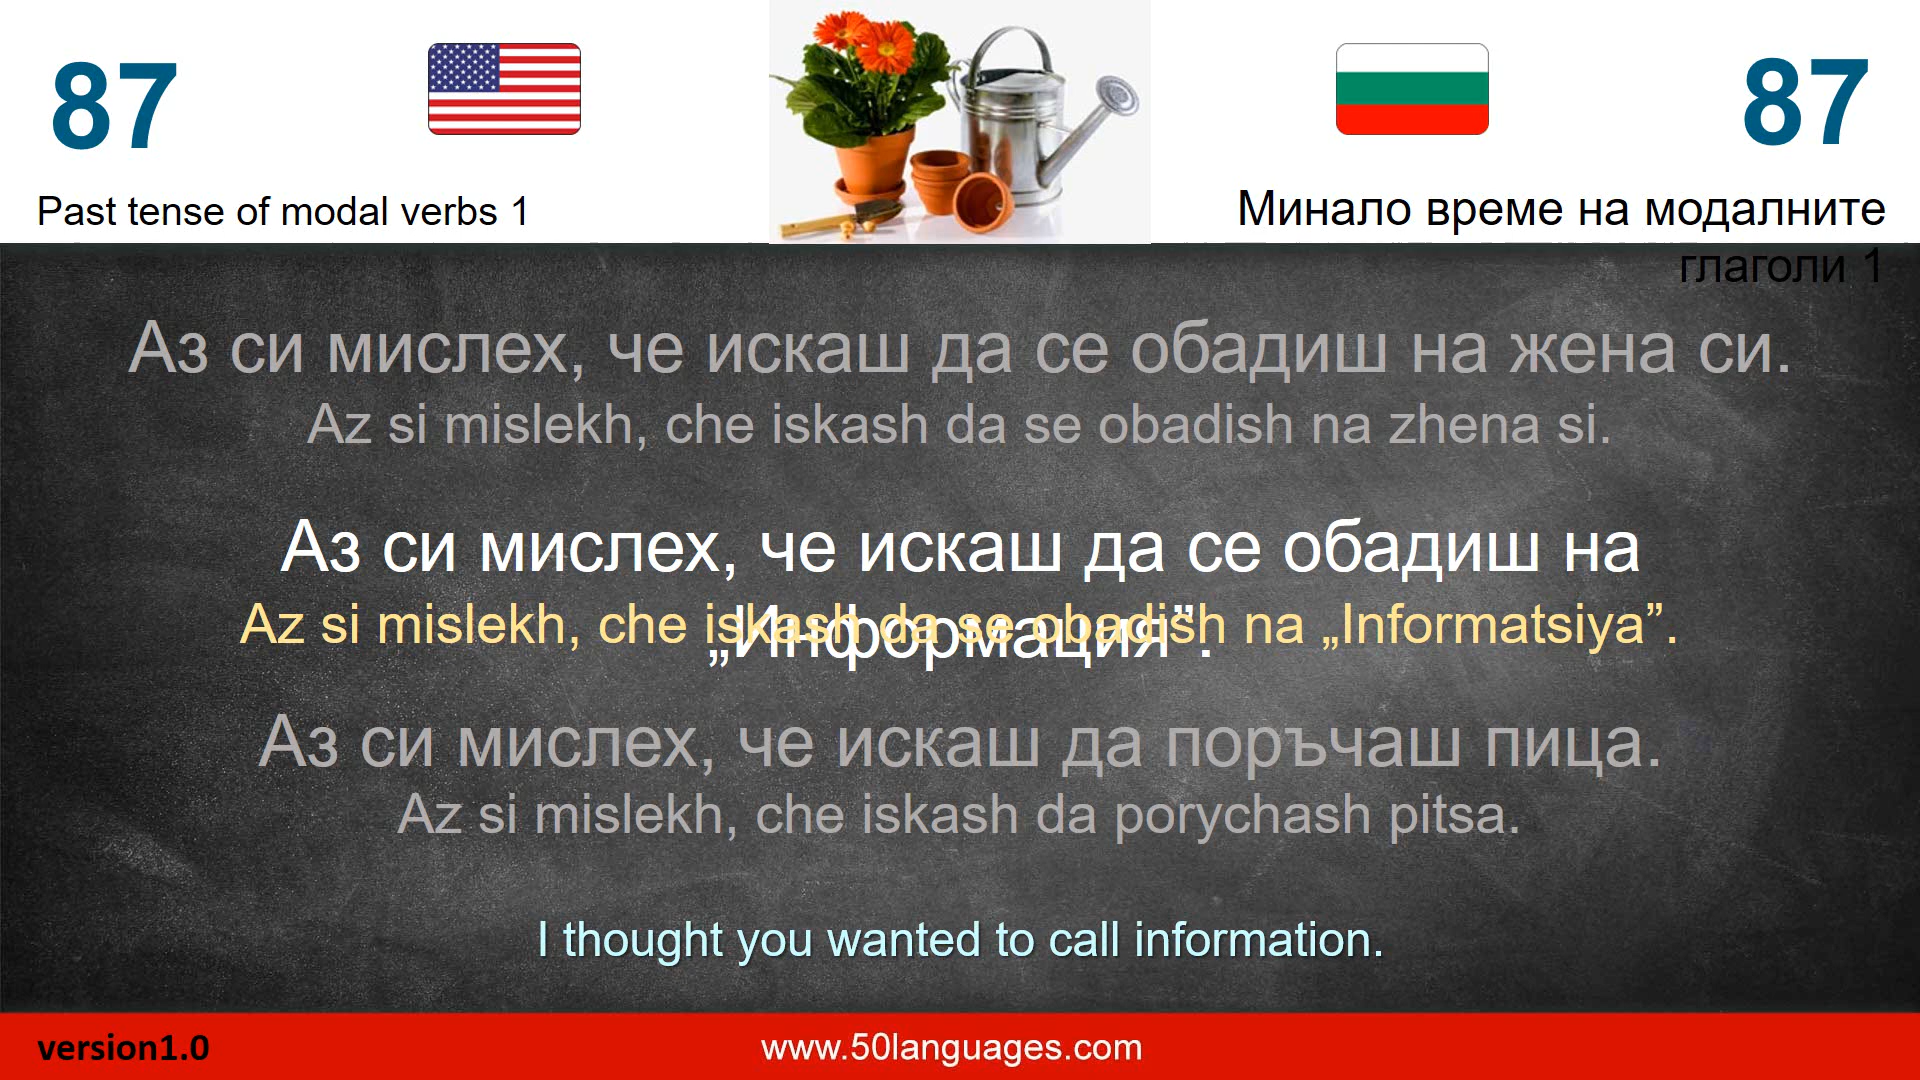 87
87
Past tense of modal verbs 1
Минало време на модалните
глаголи 1
Аз си мислех, че искаш да се обадиш на жена си.
Az si mislekh, che iskash da se obadish na zhena si.
Аз си мислех, че искаш да се обадиш на
„Информация”.
Az si mislekh, che iskash da se obadish na „Informatsiya”.
Аз си мислех, че искаш да поръчаш пица.
Az si mislekh, che iskash da porychash pitsa.
I thought you wanted to call information.
version1.0
www.50languages.com